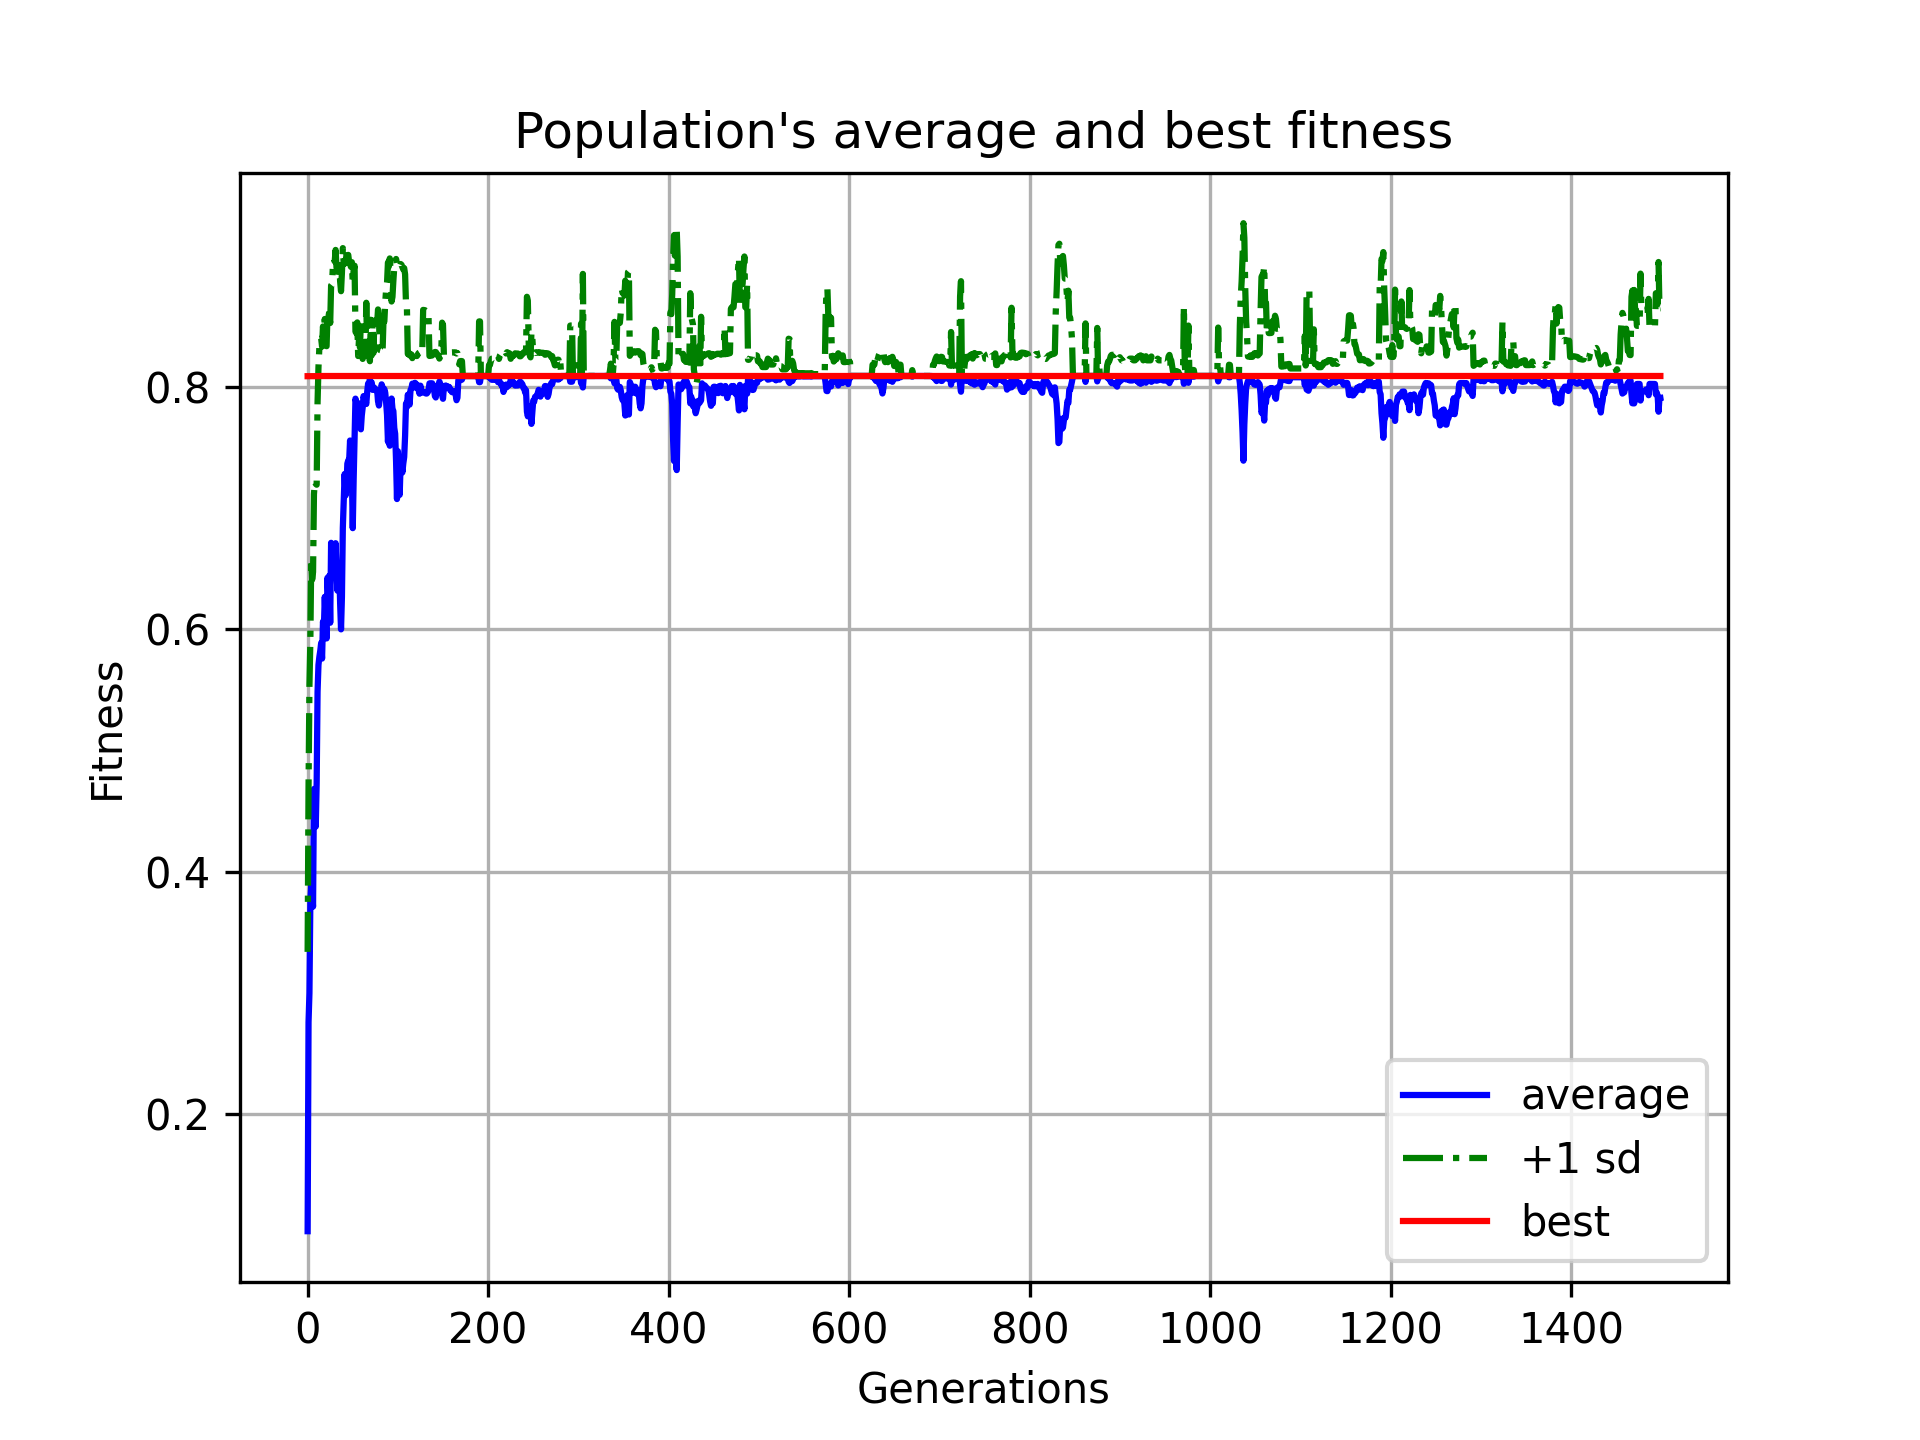 Population's average and best fitness
Fitness
0.8
0.6
0.4
0.2
0 200 400 600 800 1000 1200 1400
Generations
average
+1 sd
best